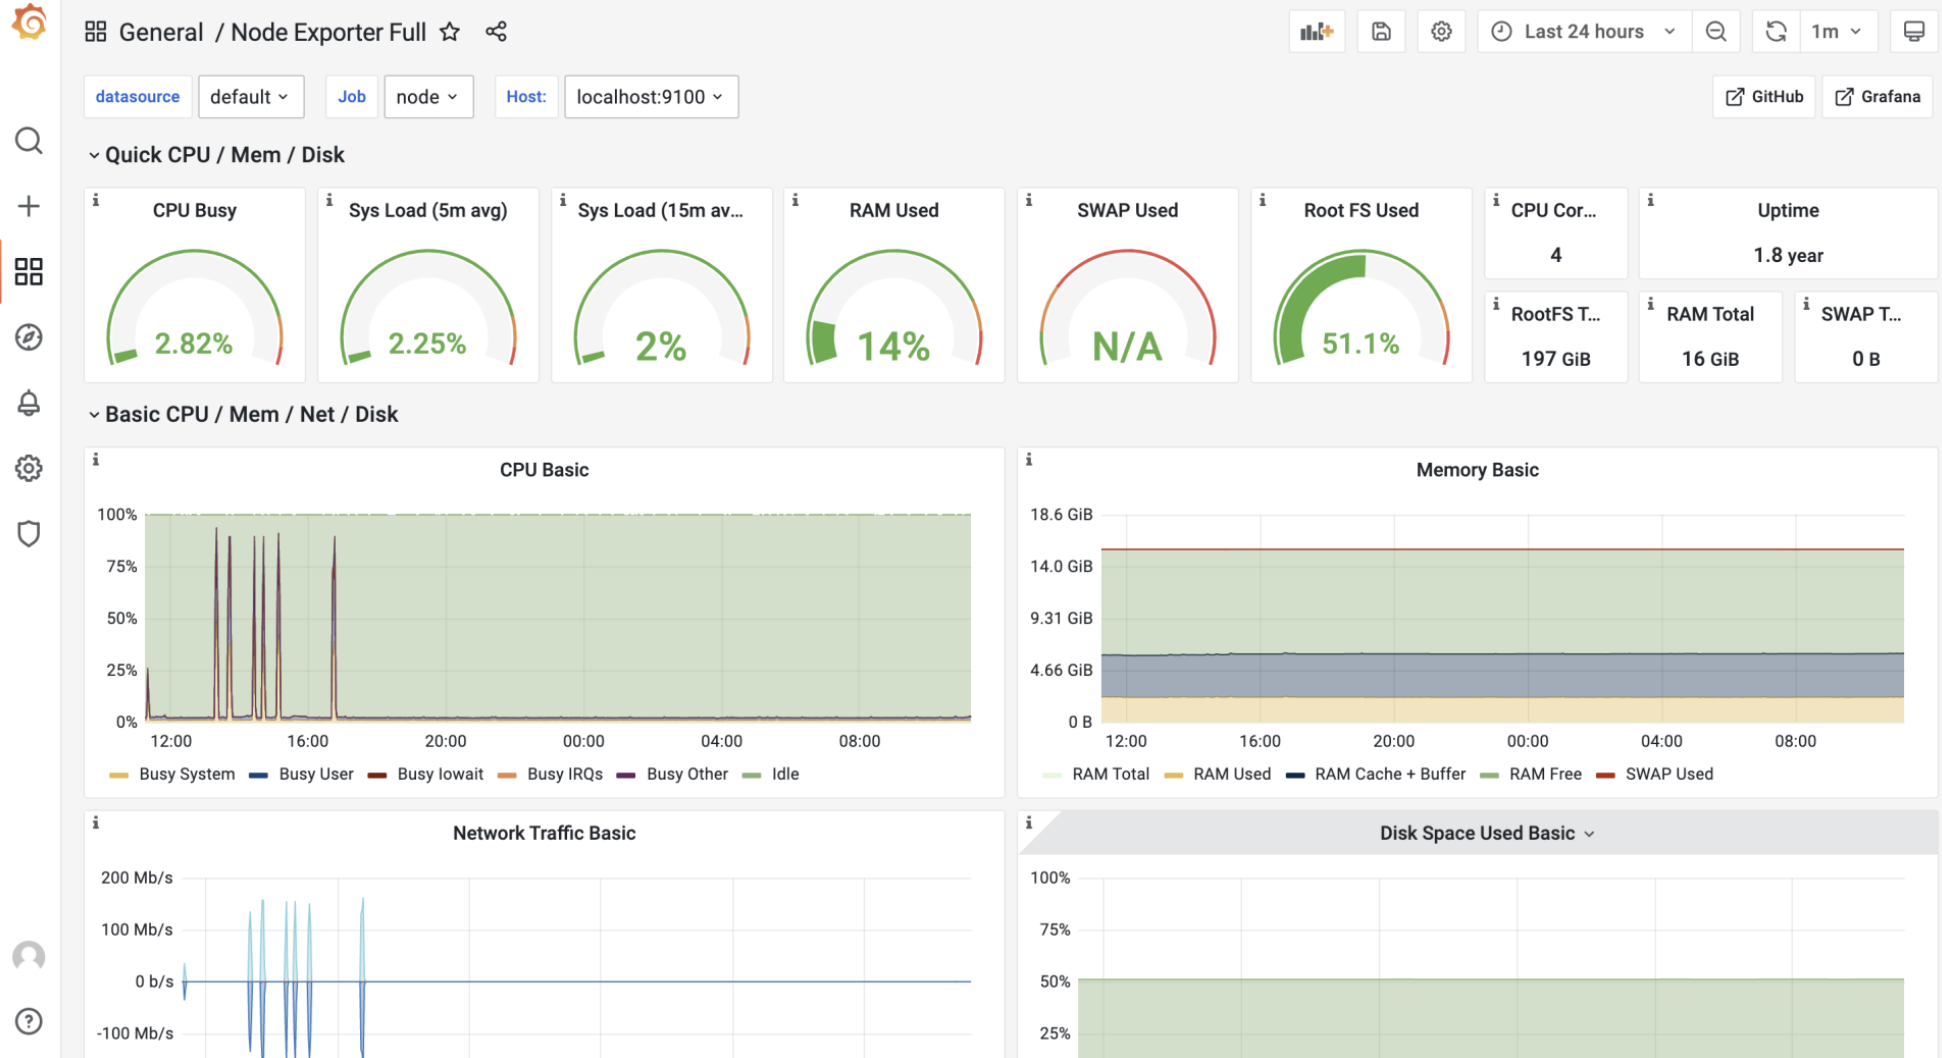 General / Node Exporter Full
Last 24 hours
1m
datasource default
Job node
Host: localhost:9100
GitHub
Grafana
Quick CPU / Mem / Disk
i CPU Busy
2.82%
i Sys Load (5m avg)
2.25%
i Sys Load (15m av...
2%
i RAM Used
14%
i SWAP Used
N/A
i Root FS Used
51.1%
i CPU Cor...
4
i Uptime
1.8 year
i RootFS T...
197 GiB
i RAM Total
16 GiB
i SWAP T...
0 B
Basic CPU / Mem / Net / Disk
i
CPU Basic
100%
75%
50%
25%
0%
12:00 16:00 20:00 00:00 04:00 08:00
Busy System Busy User Busy Iowait Busy IRQs Busy Other Idle
i
Memory Basic
18.6 GiB
14.0 GiB
9.31 GiB
4.66 GiB
0 B
12:00 16:00 20:00 00:00 04:00 08:00
RAM Total RAM Used RAM Cache + Buffer RAM Free SWAP Used
i
Network Traffic Basic
200 Mb/s
100 Mb/s
0 b/s
-100 Mb/s
i
Disk Space Used Basic
100%
75%
50%
25%